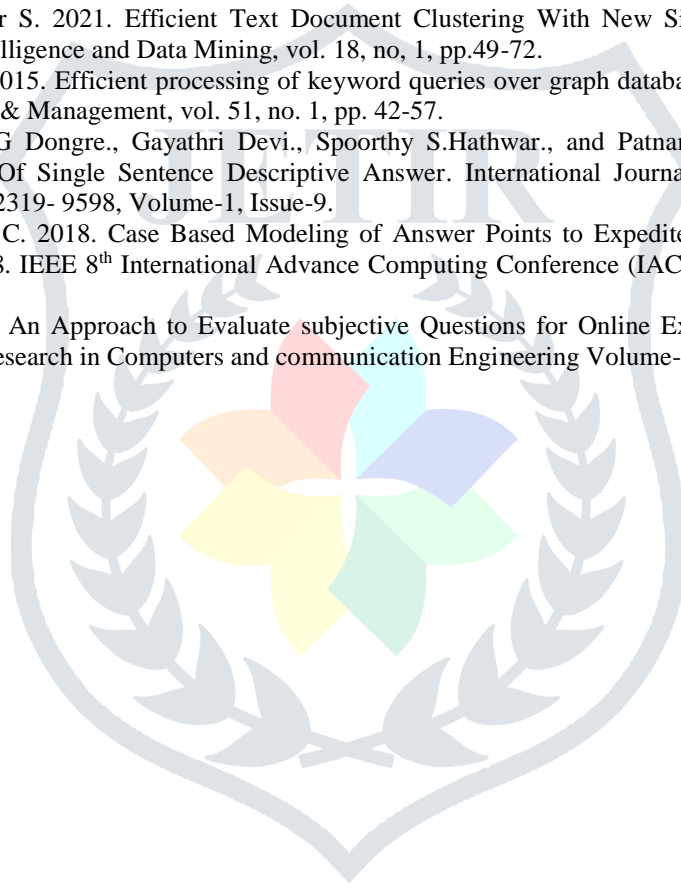 r S. 2021. Efficient Text Document Clustering With New Si
lligence and Data Mining, vol. 18, no, 1, pp.49-72.
015. Efficient processing of keyword queries over graph databa
& Management, vol. 51, no. 1, pp. 42-57.
G Dongre., Gayathri Devi., Spoorthy S.Hathwar., and Patnar
Of Single Sentence Descriptive Answer. International Journa
2319- 9598, Volume-1, Issue-9.
C. 2018. Case Based Modeling of Answer Points to Expedite
8. IEEE 8th International Advance Computing Conference (IAC
An Approach to Evaluate subjective Questions for Online Ex
esearch in Computers and communication Engineering Volume-
JETIR